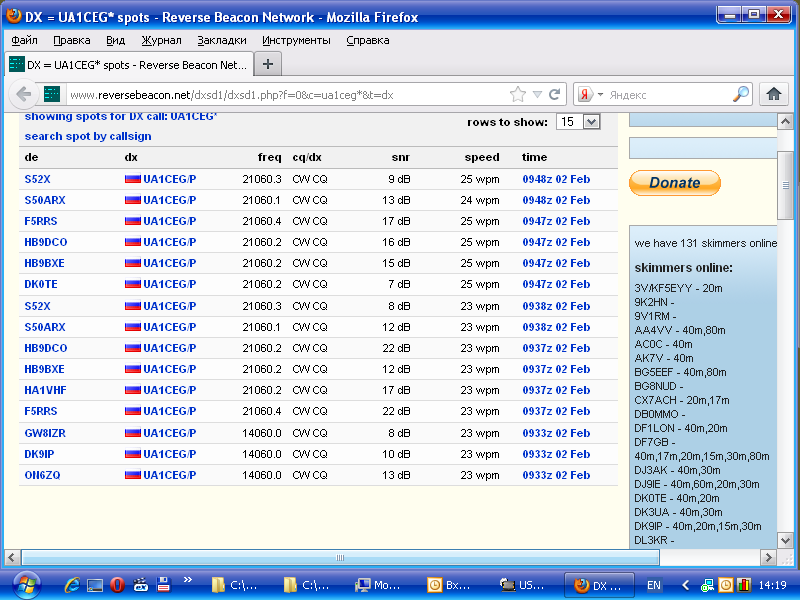 DX = UA1CEG* spots - Reverse Beacon Network - Mozilla Firefox
Файл Правка Вид Журнал Закладки Инструменты Справка
DX = UA1CEG* spots - Reverse Beacon Net... +
www.reversebeacon.net/dxsd1/dxsd1.php?f=0&c=ua1ceg*&t=dx Я Яндекс
showing spots for DX call: UA1CEG*
rows to show: 15
search spot by callsign
de dx freq cq/dx snr speed time
S52X UA1CEG/P 21060.3 CW CQ 9 dB 25 wpm 0948z 02 Feb
S50ARX UA1CEG/P 21060.1 CW CQ 13 dB 24 wpm 0948z 02 Feb
F5RRS UA1CEG/P 21060.4 CW CQ 17 dB 25 wpm 0947z 02 Feb
HB9DCO UA1CEG/P 21060.2 CW CQ 16 dB 25 wpm 0947z 02 Feb
HB9BXE UA1CEG/P 21060.2 CW CQ 15 dB 25 wpm 0947z 02 Feb
DK0TE UA1CEG/P 21060.2 CW CQ 7 dB 25 wpm 0947z 02 Feb
S52X UA1CEG/P 21060.3 CW CQ 8 dB 23 wpm 0938z 02 Feb
S50ARX UA1CEG/P 21060.1 CW CQ 12 dB 23 wpm 0938z 02 Feb
HB9DCO UA1CEG/P 21060.2 CW CQ 22 dB 23 wpm 0937z 02 Feb
HB9BXE UA1CEG/P 21060.2 CW CQ 12 dB 23 wpm 0937z 02 Feb
HA1VHF UA1CEG/P 21060.2 CW CQ 17 dB 23 wpm 0937z 02 Feb
F5RRS UA1CEG/P 21060.4 CW CQ 22 dB 23 wpm 0937z 02 Feb
GW8IZR UA1CEG/P 14060.0 CW CQ 8 dB 23 wpm 0933z 02 Feb
DK9IP UA1CEG/P 14060.0 CW CQ 10 dB 23 wpm 0933z 02 Feb
ON6ZQ UA1CEG/P 14060.0 CW CQ 13 dB 23 wpm 0933z 02 Feb
Donate
we have 131 skimmers online
skimmers online:
3V/KF5EYY - 20m
9K2HN -
9V1RM -
AA4VV - 40m,80m
AC0C - 40m
AK7V - 40m
BG5EEF - 40m,80m
BG8NUD -
CX7ACH - 20m,17m
DB0MMO -
DF1LON - 40m,20m
DF7GB -
40m,17m,20m,15m,30m,80m
DJ3AK - 40m,30m
DJ9IE - 40m,60m,20m,30m
DK0TE - 40m,20m
DK3UA - 40m,30m
DK9IP - 40m,20m,15m,30m
DL3KR -
» C:\... C:\... Mo... Вх... US... DX ... EN 14:19